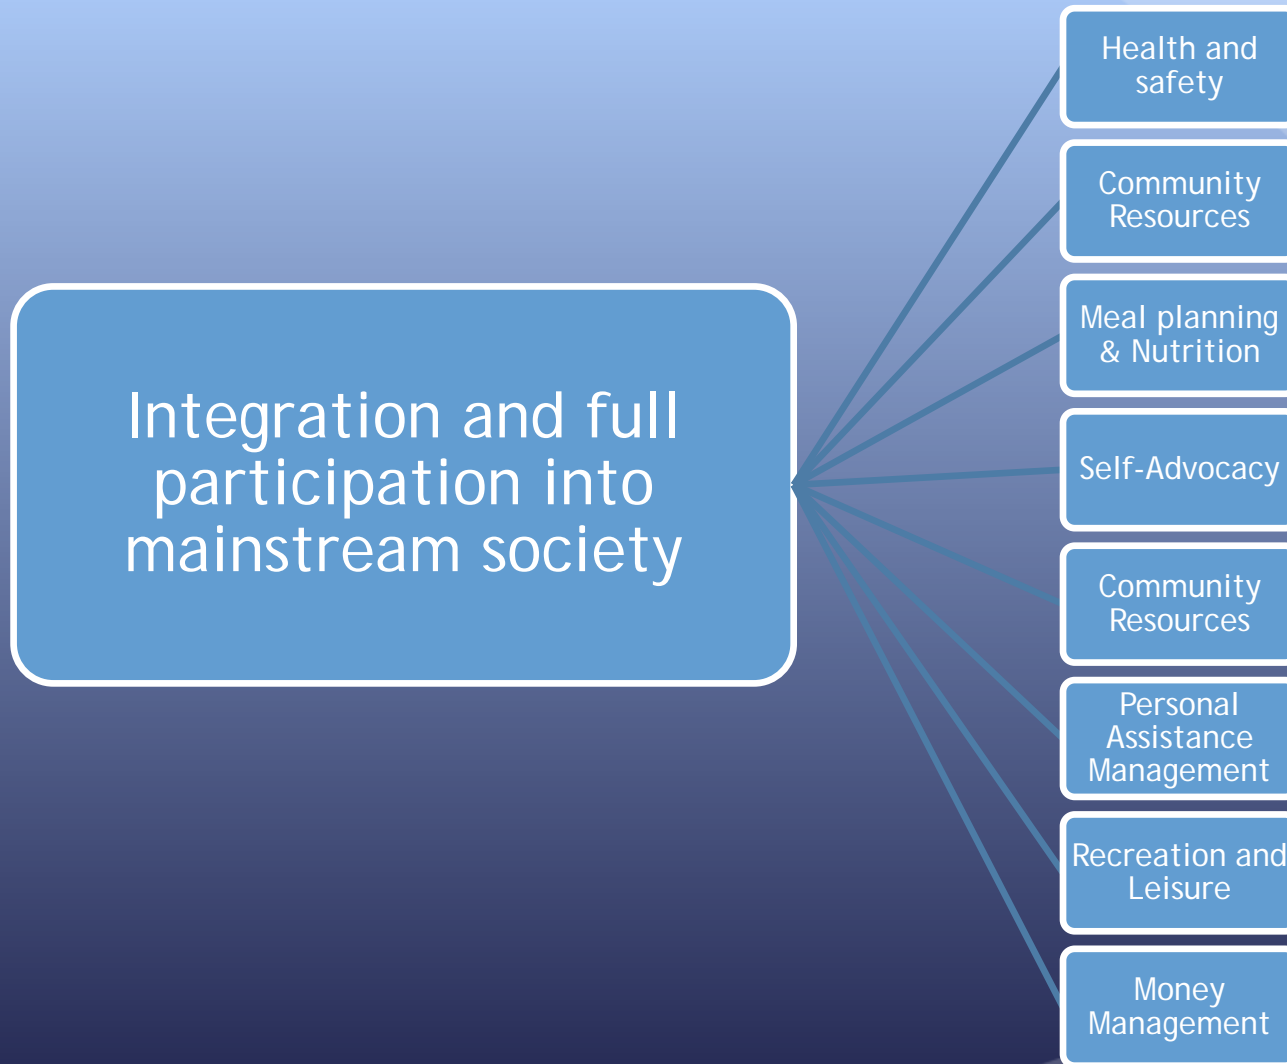 Integration and full
participation into
mainstream society
Health and
safety
Community
Resources
Meal planning
& Nutrition
Self-Advocacy
Community
Resources
Personal
Assistance
Management
Recreation and
Leisure
Money
Management